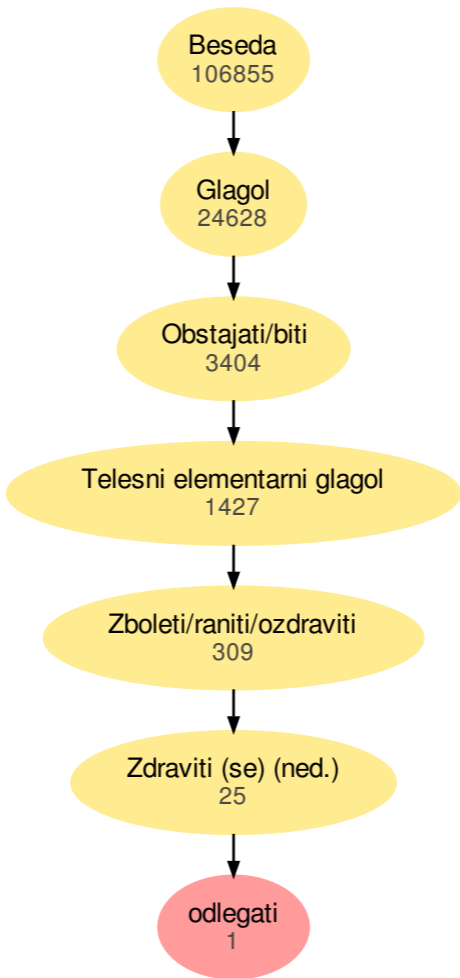 Beseda
106855
Glagol
24628
Obstajati/biti
3404
Telesni elementarni glagol
1427
Zboleti/raniti/ozdraviti
309
Zdraviti (se) (ned.)
25
odlegati
1